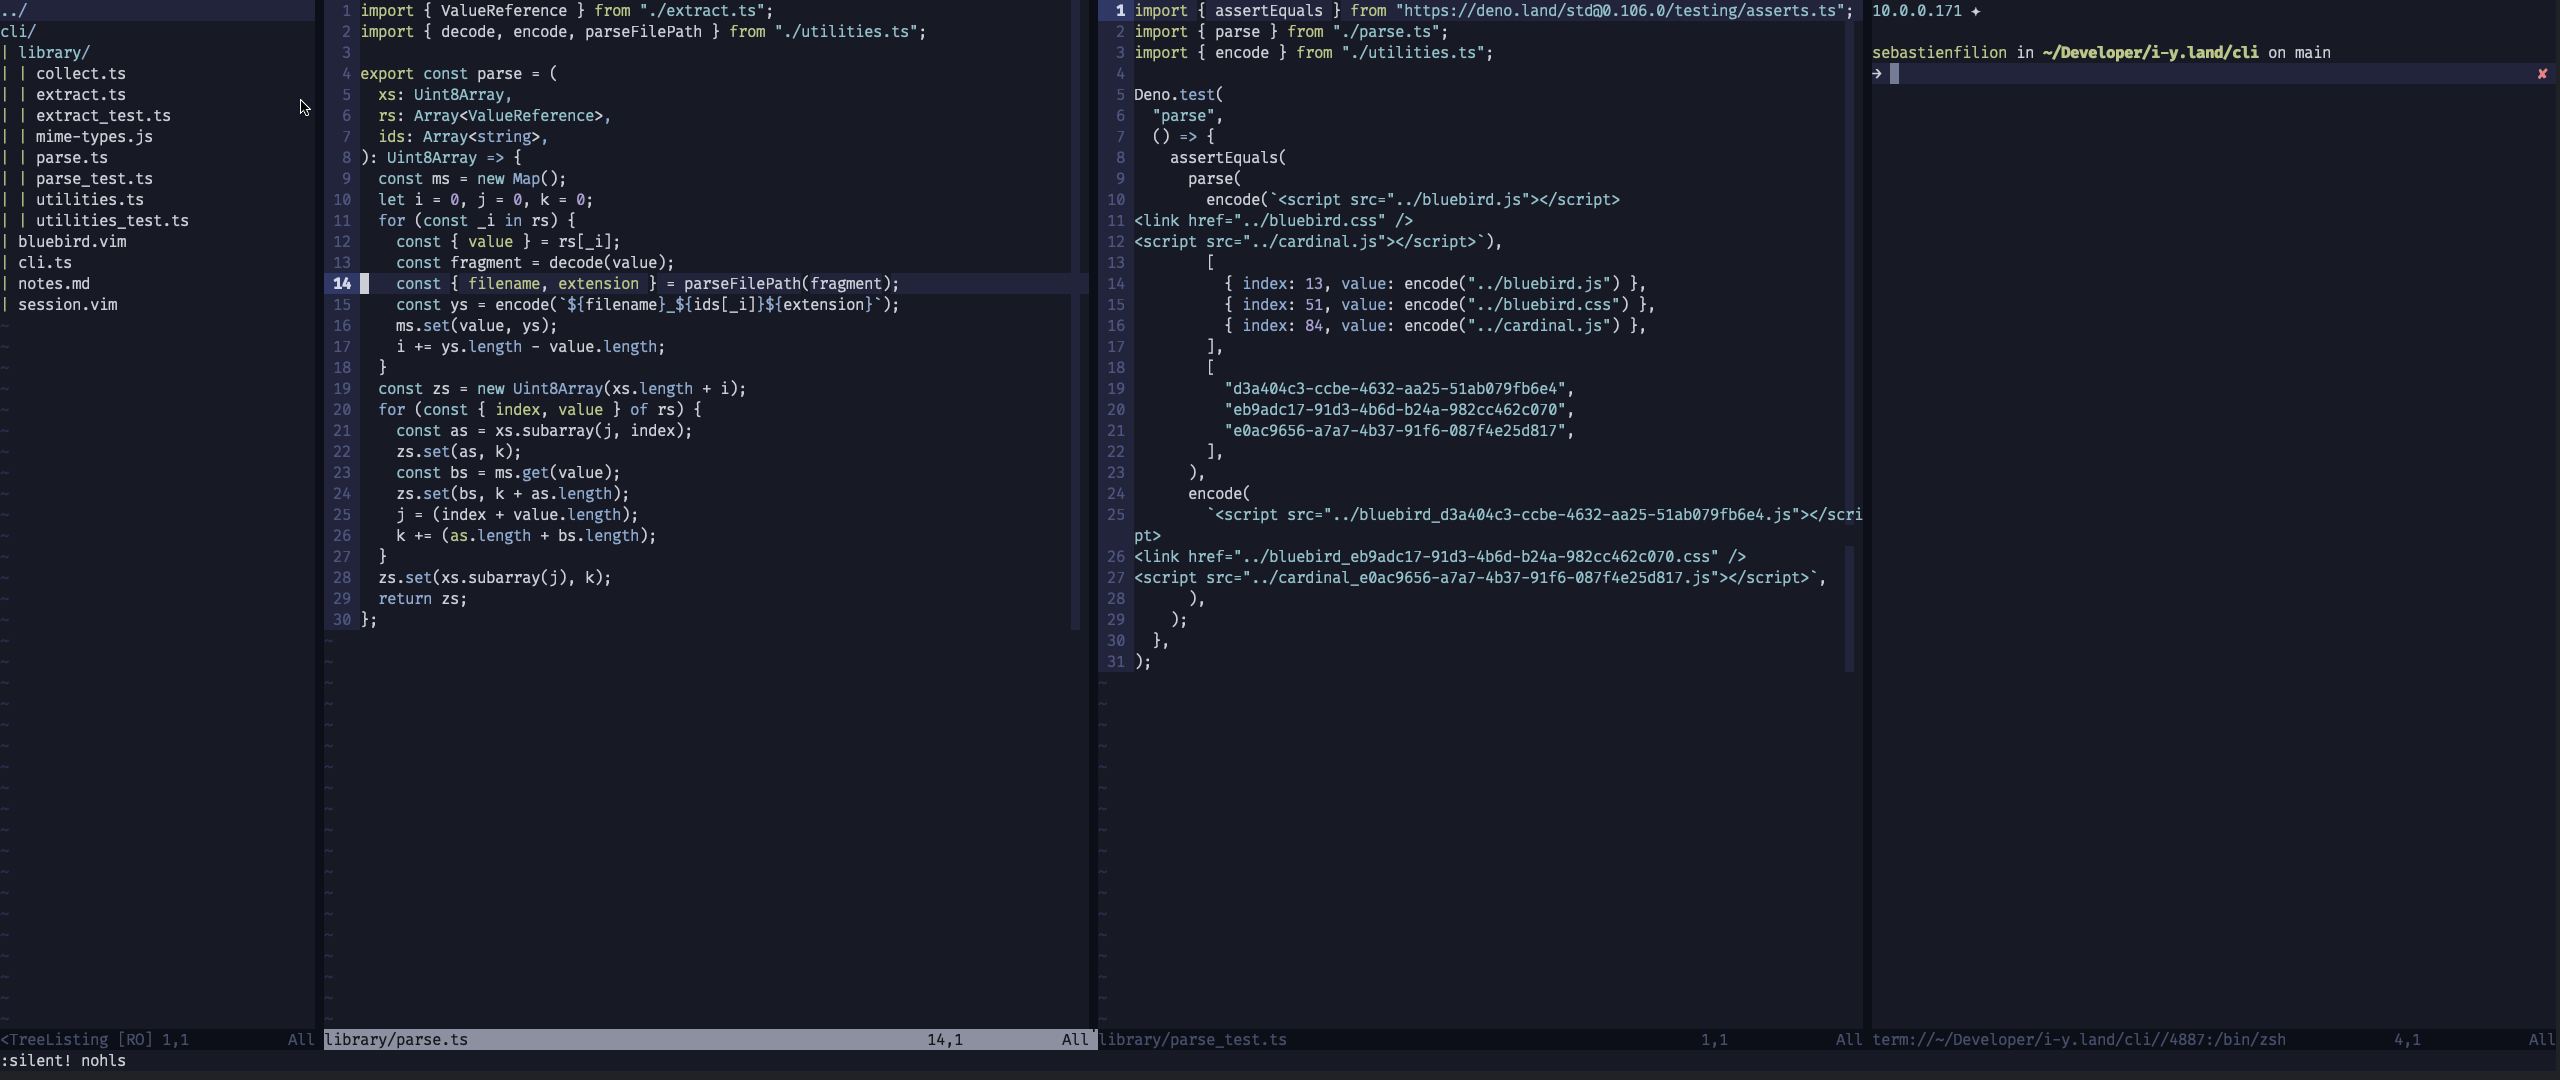 ../
cli/
| library/
| | collect.ts
| | extract.ts
| | extract_test.ts
| | mime-types.js
| | parse.ts
| | parse_test.ts
| | utilities.ts
| | utilities_test.ts
| bluebird.vim
| cli.ts
| notes.md
| session.vim
<TreeListing [RO] 1,1 All
1 import { ValueReference } from "./extract.ts";
2 import { decode, encode, parseFilePath } from "./utilities.ts";
3
4 export const parse = (
5   xs: Uint8Array,
6   rs: Array<ValueReference>,
7   ids: Array<string>,
8 ): Uint8Array => {
9   const ms = new Map();
10   let i = 0, j = 0, k = 0;
11   for (const _i in rs) {
12     const { value } = rs[_i];
13     const fragment = decode(value);
14     const { filename, extension } = parseFilePath(fragment);
15     const ys = encode(`${filename}_${ids[_i]}${extension}`);
16     ms.set(value, ys);
17     i += ys.length - value.length;
18   }
19   const zs = new Uint8Array(xs.length + i);
20   for (const { index, value } of rs) {
21     const as = xs.subarray(j, index);
22     zs.set(as, k);
23     const bs = ms.get(value);
24     zs.set(bs, k + as.length);
25     j = (index + value.length);
26     k += (as.length + bs.length);
27   }
28   zs.set(xs.subarray(j), k);
29   return zs;
30 };
library/parse.ts 14,1 All
1 import { assertEquals } from "https://deno.land/std@0.106.0/testing/asserts.ts";
2 import { parse } from "./parse.ts";
3 import { encode } from "./utilities.ts";
4
5 Deno.test(
6   "parse",
7   () => {
8     assertEquals(
9       parse(
10         encode(`<script src="../bluebird.js"></script>
11 <link href="../bluebird.css" />
12 <script src="../cardinal.js"></script>`),
13         [
14           { index: 13, value: encode("../bluebird.js") },
15           { index: 51, value: encode("../bluebird.css") },
16           { index: 84, value: encode("../cardinal.js") },
17         ],
18         [
19           "d3a404c3-ccbe-4632-aa25-51ab079fb6e4",
20           "eb9adc17-91d3-4b6d-b24a-982cc462c070",
21           "e0ac9656-a7a7-4b37-91f6-087f4e25d817",
22         ],
23       ),
24       encode(
25         `<script src="../bluebird_d3a404c3-ccbe-4632-aa25-51ab079fb6e4.js"></scri
pt>
26 <link href="../bluebird_eb9adc17-91d3-4b6d-b24a-982cc462c070.css" />
27 <script src="../cardinal_e0ac9656-a7a7-4b37-91f6-087f4e25d817.js"></script>`,
28       ),
29     );
30   },
31 );
library/parse_test.ts 1,1 All
10.0.0.171 ✦
sebastienfilion in ~/Developer/i-y.land/cli on main
→ ✘
term://~/Developer/i-y.land/cli//4887:/bin/zsh 4,1 All
:silent! nohls